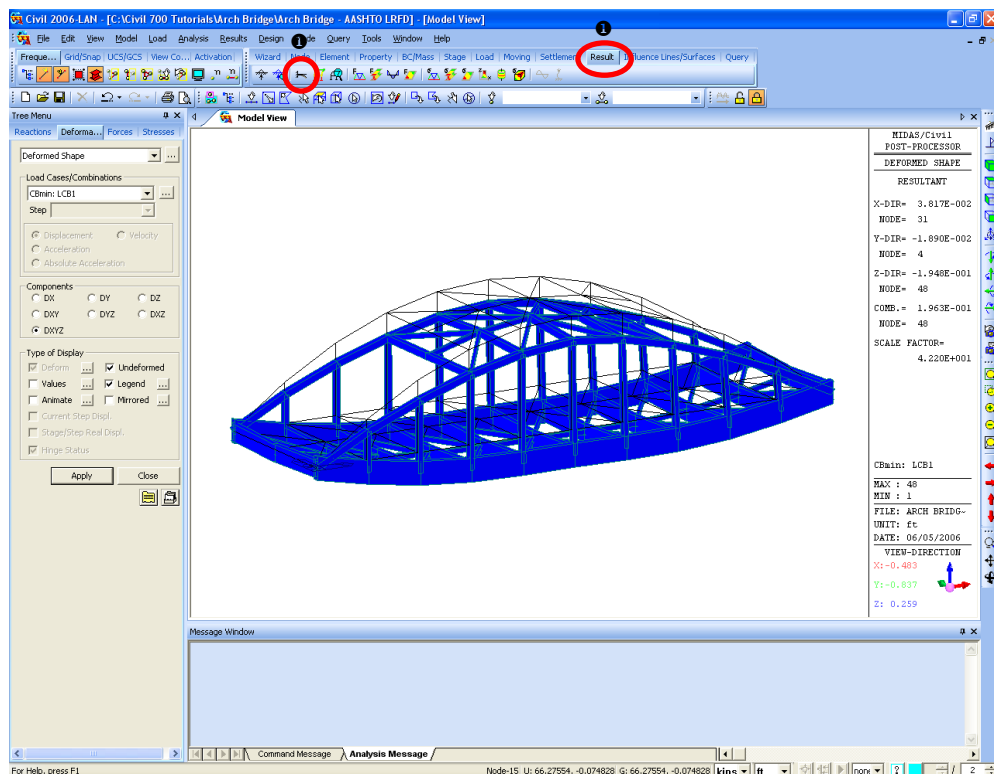 Civil 2006-LAN - [C:\Civil 700 Tutorials\Arch Bridge\Arch Bridge - AASHTO LRFD] - [Model View]
File Edit View Model Load Analysis Results Design Mode Query Tools Window Help
Freque... Grid/Snap UCS/GCS View Co... Activation Wizard Node Element Property BC/Mass Stage Load Moving Settlement Result Influence Lines/Surfaces Query
1
1
Tree Menu
Reactions Deforma... Forces Stresses
Deformed Shape
Load Cases/Combinations
CBmin: LCB1
Step
Displacement Velocity
Acceleration
Absolute Acceleration
Components
DX DY DZ
DXY DYZ DXZ
DXYZ
Type of Display
Deform Undeformed
Values Legend
Animate Mirrored
Current Step Displ.
Stage/Step Real Displ.
Hinge Status
Apply Close
Model View
MIDAS/Civil
POST-PROCESSOR
DEFORMED SHAPE
RESULTANT
X-DIR= 3.817E-002
NODE= 31
Y-DIR= -1.890E-002
NODE= 4
Z-DIR= -1.948E-001
NODE= 48
COMB.= 1.963E-001
NODE= 48
SCALE FACTOR=
4.220E+001
CBmin: LCB1
MAX : 48
MIN : 1
FILE: ARCH BRIDG~
UNIT: ft
DATE: 06/05/2006
VIEW-DIRECTION
X:-0.483
Y:-0.837
Z: 0.259
Message Window
Command Message Analysis Message
For Help, press F1
Node-15 U: 66.27554, -0.074828 G: 66.27554, -0.074828 kips ft non 2